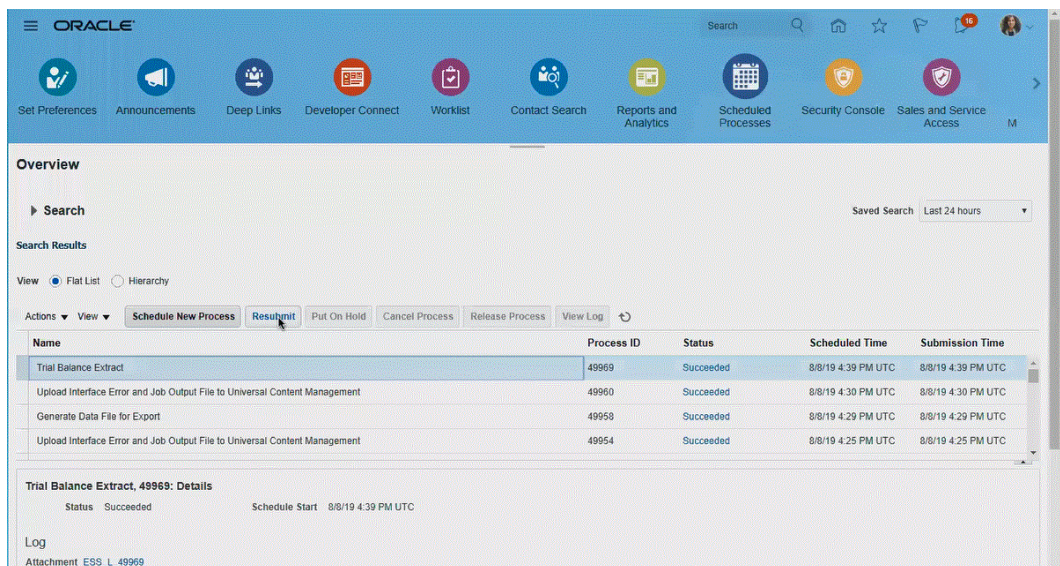 ORACLE
Search
16
Set Preferences
Announcements
Deep Links
Developer Connect
Worklist
Contact Search
Reports and
Analytics
Scheduled
Processes
Security Console
Sales and Service
Access
M
Overview
Search
Saved Search Last 24 hours
Search Results
View Flat List Hierarchy
Actions View Schedule New Process Resubmit Put On Hold Cancel Process Release Process View Log
Name Process ID Status Scheduled Time Submission Time
Trial Balance Extract 49969 Succeeded 8/8/19 4:39 PM UTC 8/8/19 4:39 PM UTC
Upload Interface Error and Job Output File to Universal Content Management 49960 Succeeded 8/8/19 4:30 PM UTC 8/8/19 4:30 PM UTC
Generate Data File for Export 49958 Succeeded 8/8/19 4:29 PM UTC 8/8/19 4:29 PM UTC
Upload Interface Error and Job Output File to Universal Content Management 49954 Succeeded 8/8/19 4:25 PM UTC 8/8/19 4:25 PM UTC
Trial Balance Extract, 49969: Details
Status Succeeded Schedule Start 8/8/19 4:39 PM UTC
Log
Attachment ESS_L_49969